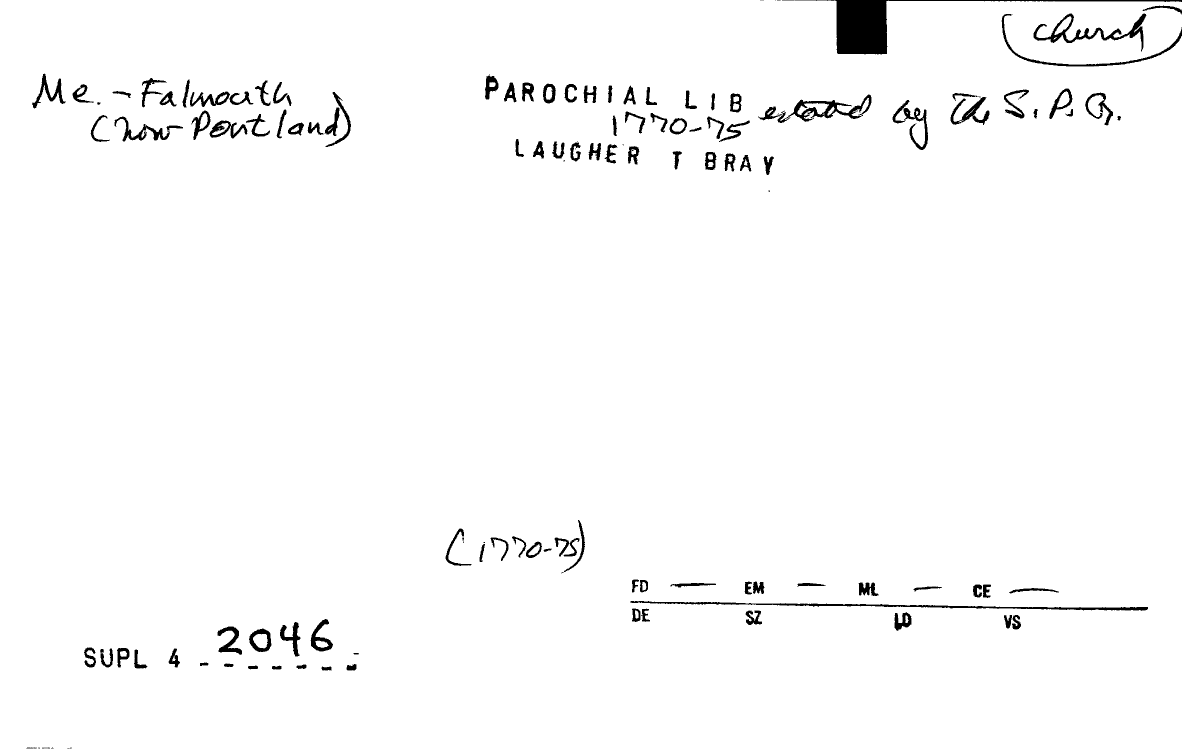 church
Me. - Falmouth
(now Portland)
PAROCHIAL LIB estabd by the S. P. G.
1770-75
LAUGHER T BRAY
(1770-75)
FD — EM — ML — CE —
DE SZ LD VS
SUPL 4 2046